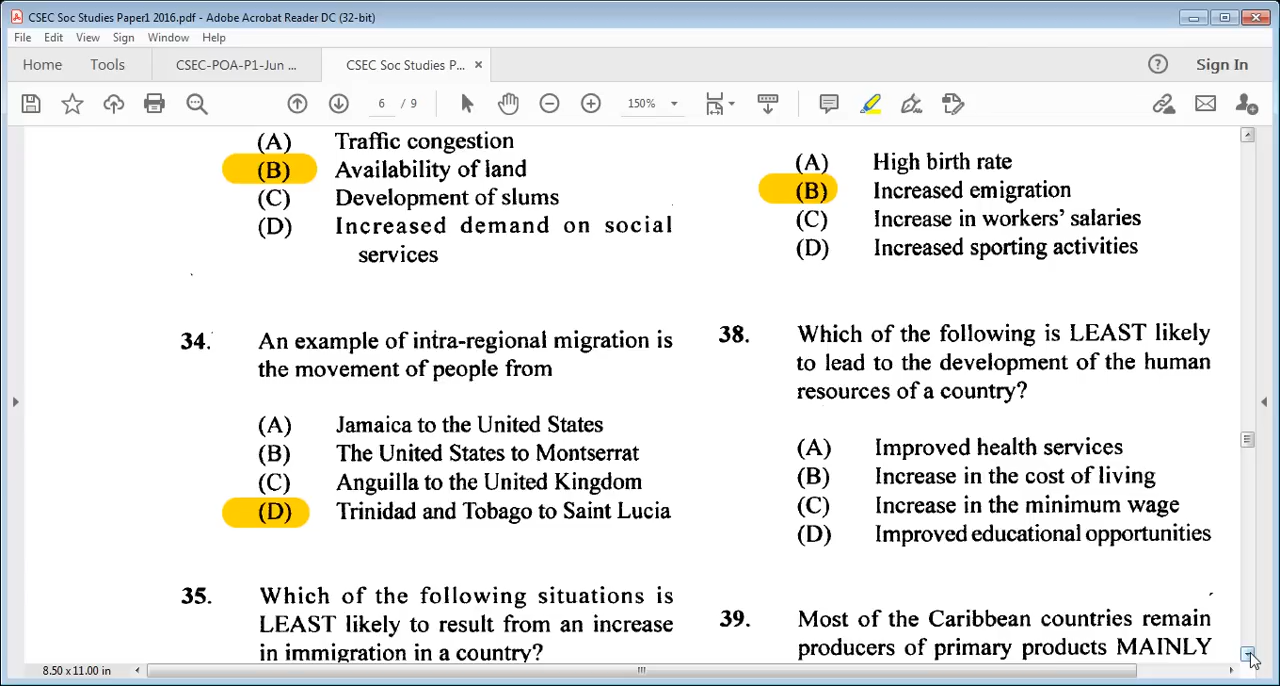 CSEC Soc Studies Paper1 2016.pdf - Adobe Acrobat Reader DC (32-bit)
File Edit View Sign Window Help
Home Tools CSEC-POA-P1-Jun ... CSEC Soc Studies P... × Sign In
6 / 9 150%
(A) Traffic congestion
(B) Availability of land
(C) Development of slums
(D) Increased demand on social
services
34. An example of intra-regional migration is
the movement of people from
(A) Jamaica to the United States
(B) The United States to Montserrat
(C) Anguilla to the United Kingdom
(D) Trinidad and Tobago to Saint Lucia
35. Which of the following situations is
LEAST likely to result from an increase
in immigration in a country?
(A) High birth rate
(B) Increased emigration
(C) Increase in workers' salaries
(D) Increased sporting activities
38. Which of the following is LEAST likely
to lead to the development of the human
resources of a country?
(A) Improved health services
(B) Increase in the cost of living
(C) Increase in the minimum wage
(D) Improved educational opportunities
39. Most of the Caribbean countries remain
producers of primary products MAINLY
8.50 x 11.00 in